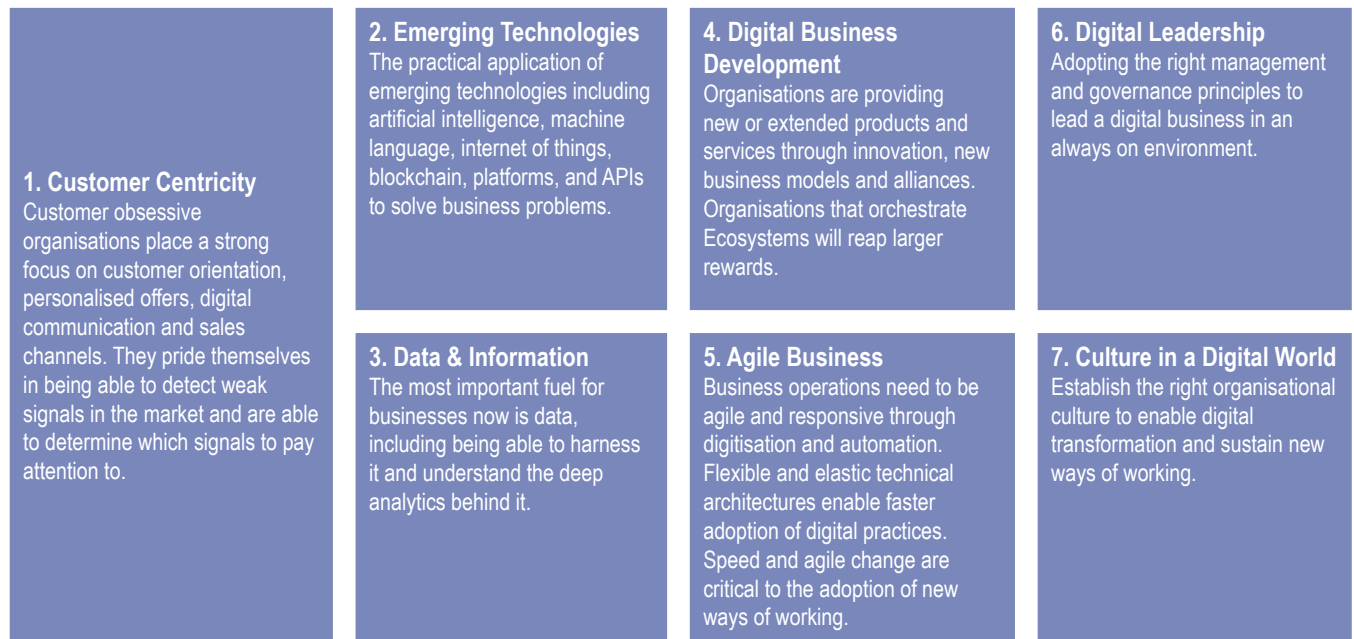 1. Customer Centricity
Customer obsessive
organisations place a strong
focus on customer orientation,
personalised offers, digital
communication and sales
channels. They pride themselves
in being able to detect weak
signals in the market and are able
to determine which signals to pay
attention to.
2. Emerging Technologies
The practical application of
emerging technologies including
artificial intelligence, machine
language, internet of things,
blockchain, platforms, and APIs
to solve business problems.
3. Data & Information
The most important fuel for
businesses now is data,
including being able to harness
it and understand the deep
analytics behind it.
4. Digital Business
Development
Organisations are providing
new or extended products and
services through innovation, new
business models and alliances.
Organisations that orchestrate
Ecosystems will reap larger
rewards.
5. Agile Business
Business operations need to be
agile and responsive through
digitisation and automation.
Flexible and elastic technical
architectures enable faster
adoption of digital practices.
Speed and agile change are
critical to the adoption of new
ways of working.
6. Digital Leadership
Adopting the right management
and governance principles to
lead a digital business in an
always on environment.
7. Culture in a Digital World
Establish the right organisational
culture to enable digital
transformation and sustain new
ways of working.